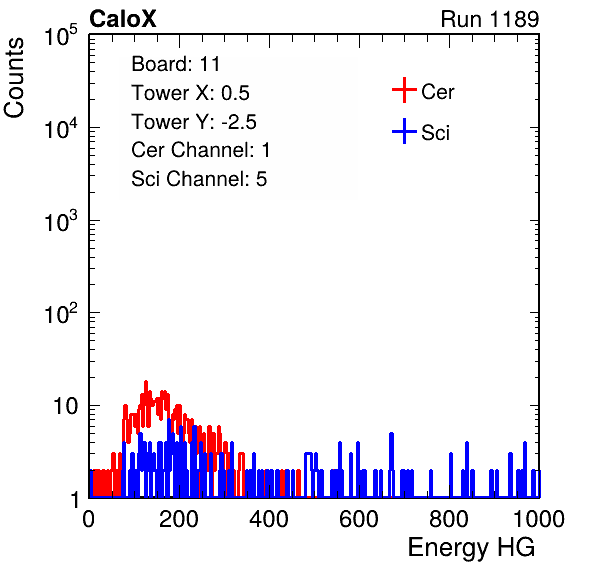 CaloX Run 1189
Counts
10^5
10^4
10^3
10^2
10
1
Board: 11
Tower X: 0.5
Tower Y: -2.5
Cer Channel: 1
Sci Channel: 5
Cer
Sci
0 200 400 600 800 1000
Energy HG